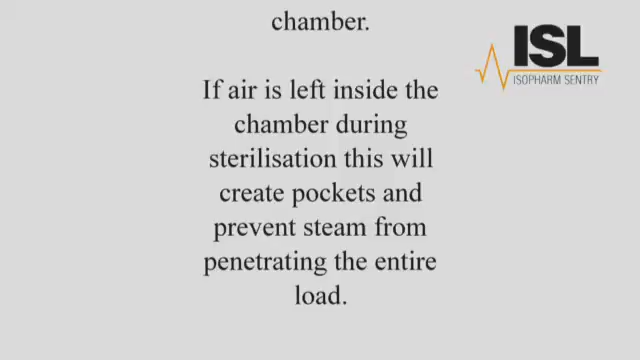 chamber.
ISL
ISOPHARM SENTRY
If air is left inside the
chamber during
sterilisation this will
create pockets and
prevent steam from
penetrating the entire
load.